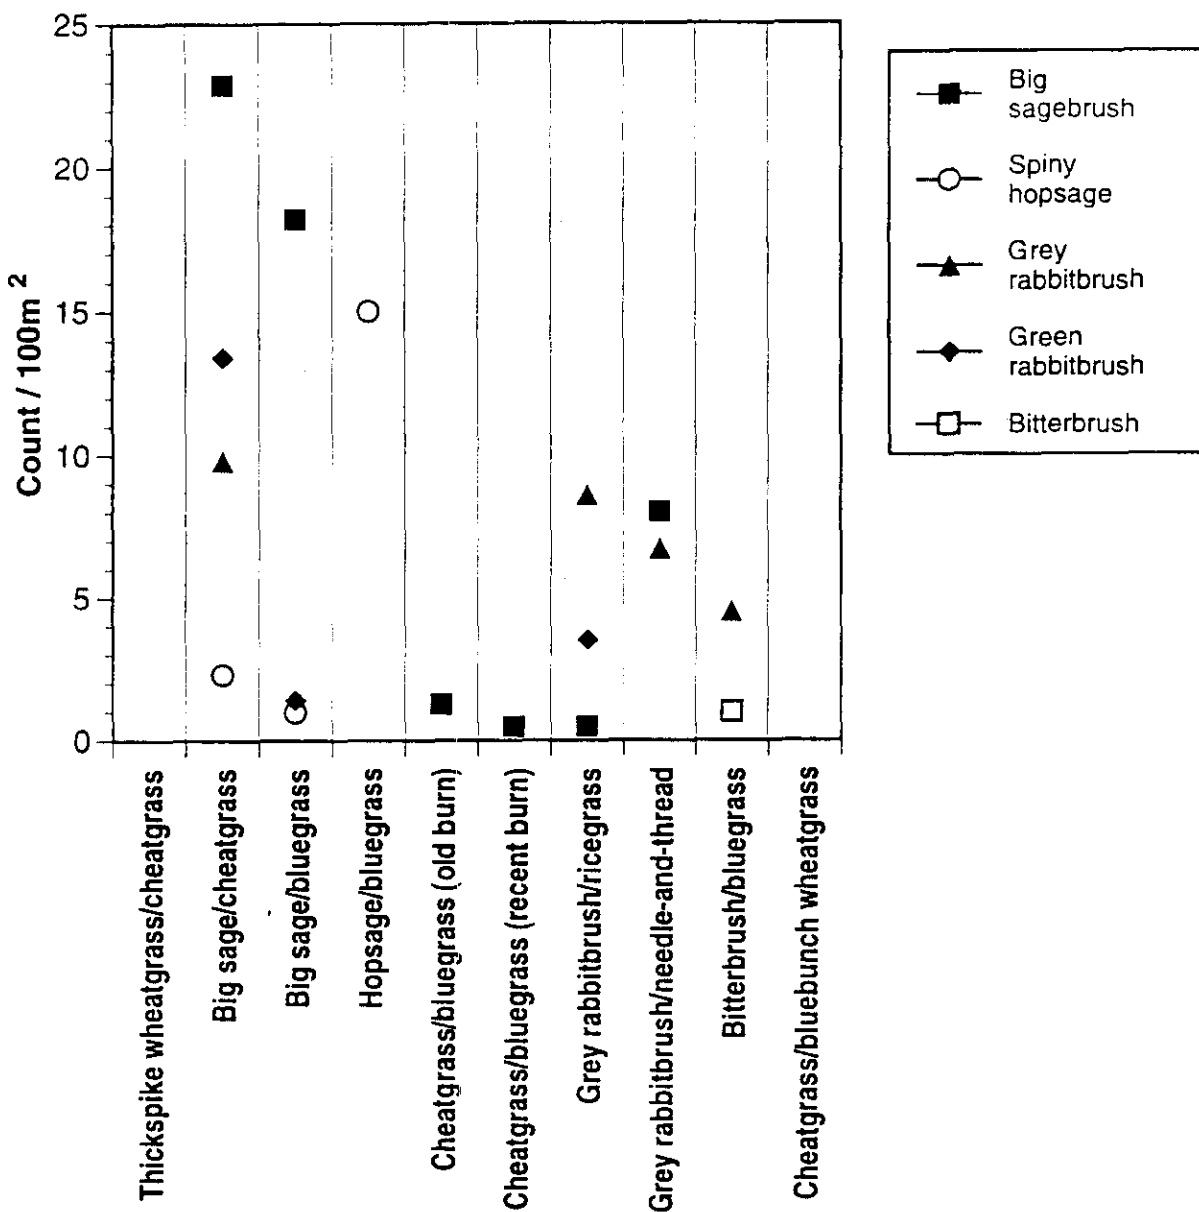 25
20
15
10
5
0
Count / 100m²
Big
sagebrush
Spiny
hopsage
Grey
rabbitbrush
Green
rabbitbrush
Bitterbrush
Thickspike wheatgrass/cheatgrass
Big sage/cheatgrass
Big sage/bluegrass
Hopsage/bluegrass
Cheatgrass/bluegrass (old burn)
Cheatgrass/bluegrass (recent burn)
Grey rabbitbrush/ricegrass
Grey rabbitbrush/needle-and-thread
Bitterbrush/bluegrass
Cheatgrass/bluebunch wheatgrass